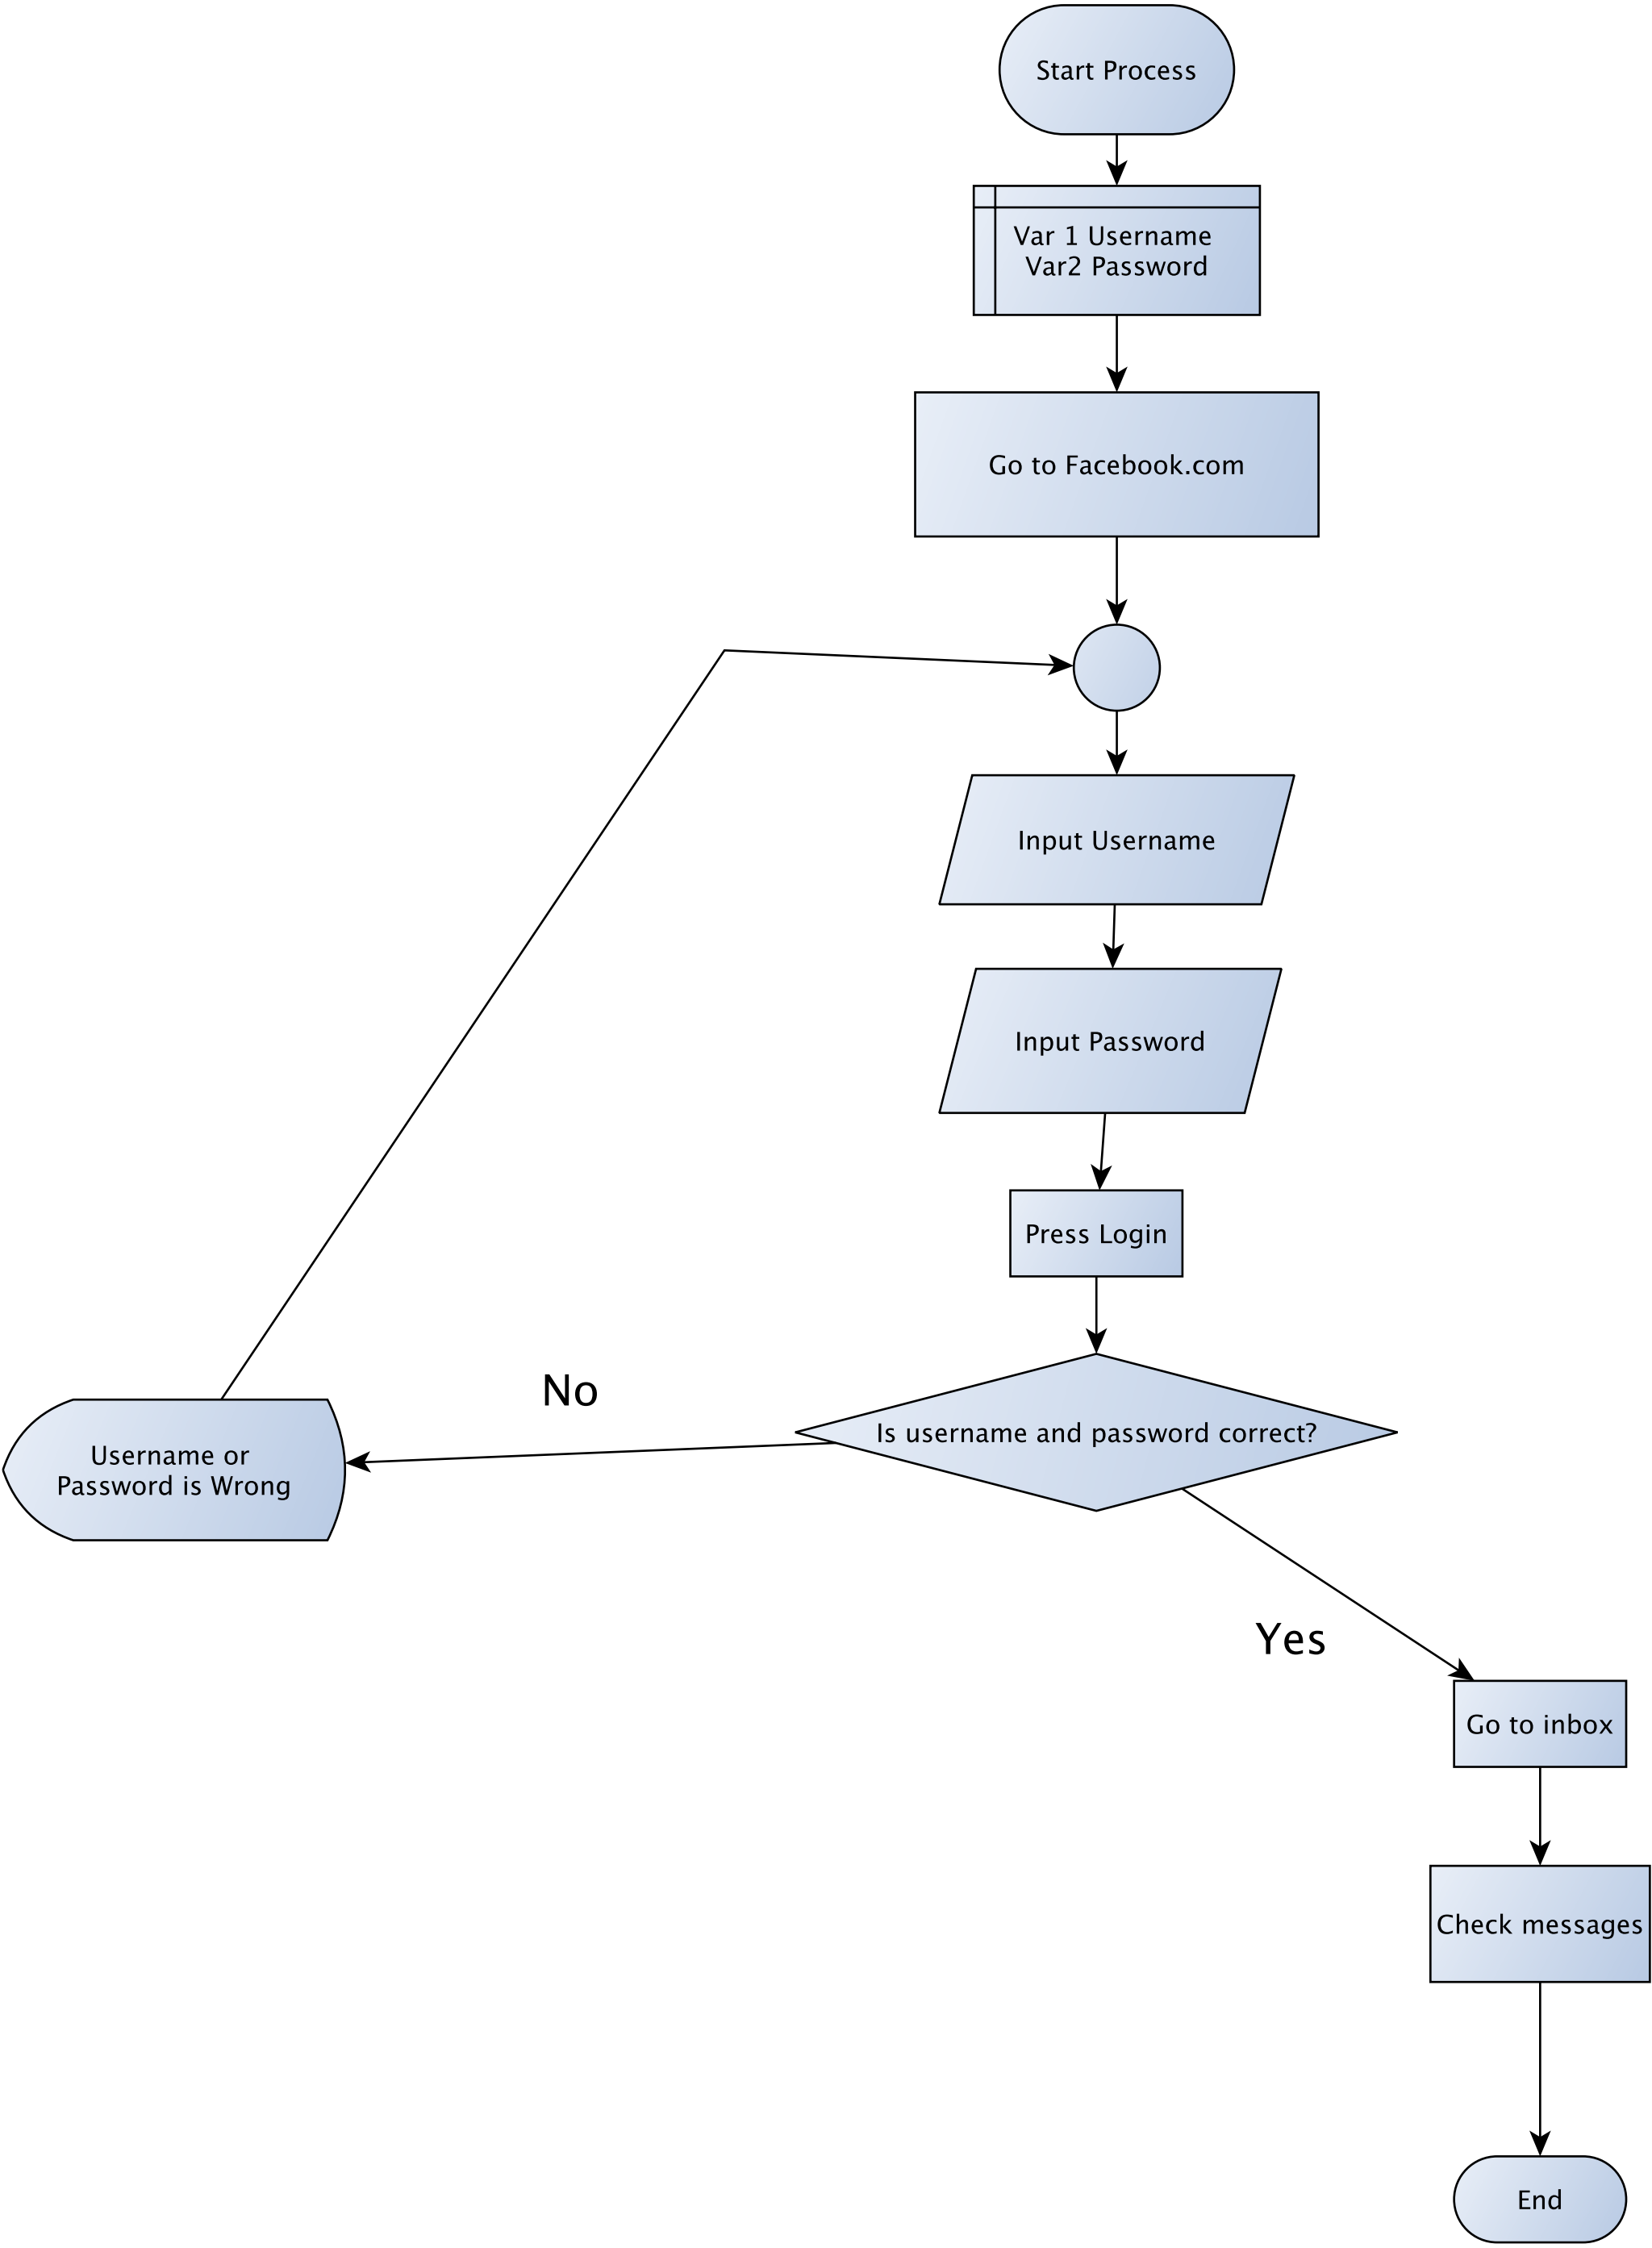 Start Process
Var 1 Username
Var2 Password
Go to Facebook.com
Input Username
Input Password
Press Login
Is username and password correct?
No
Username or
Password is Wrong
Yes
Go to inbox
Check messages
End